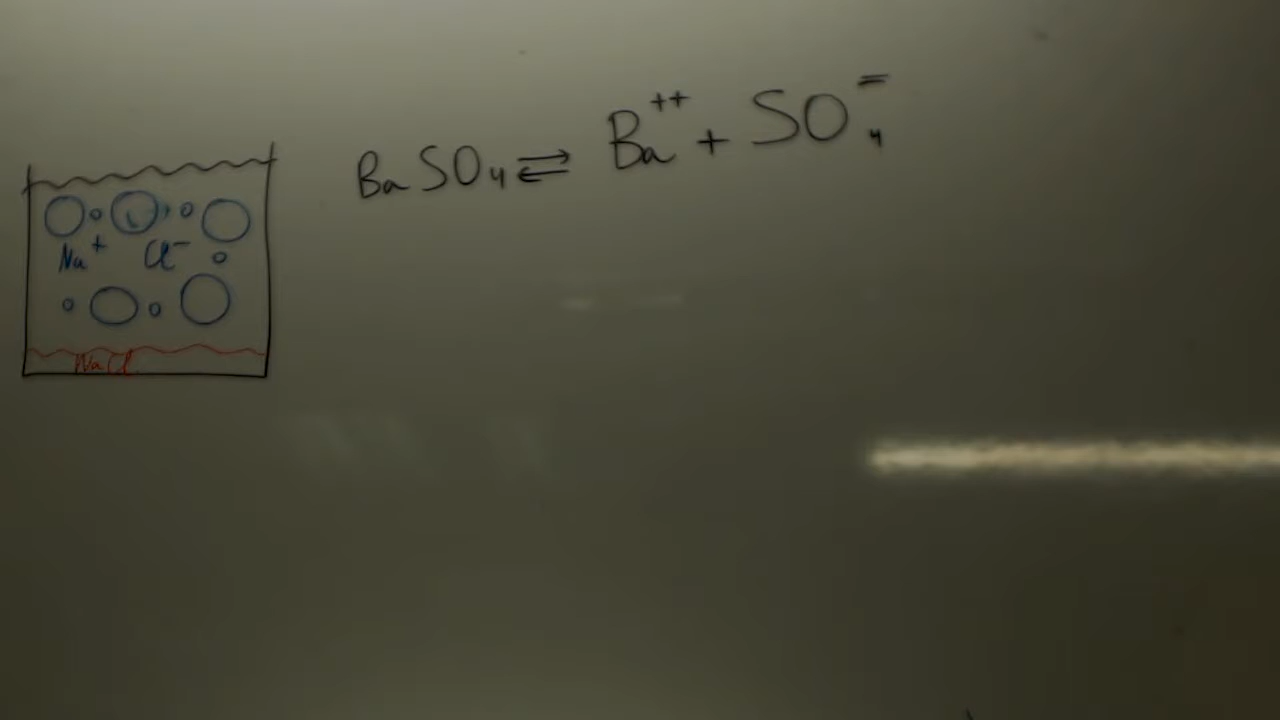 BaSO₄ ⇌ Ba⁺⁺ + SO₄⁼
Na⁺ Cl⁻
NaCl